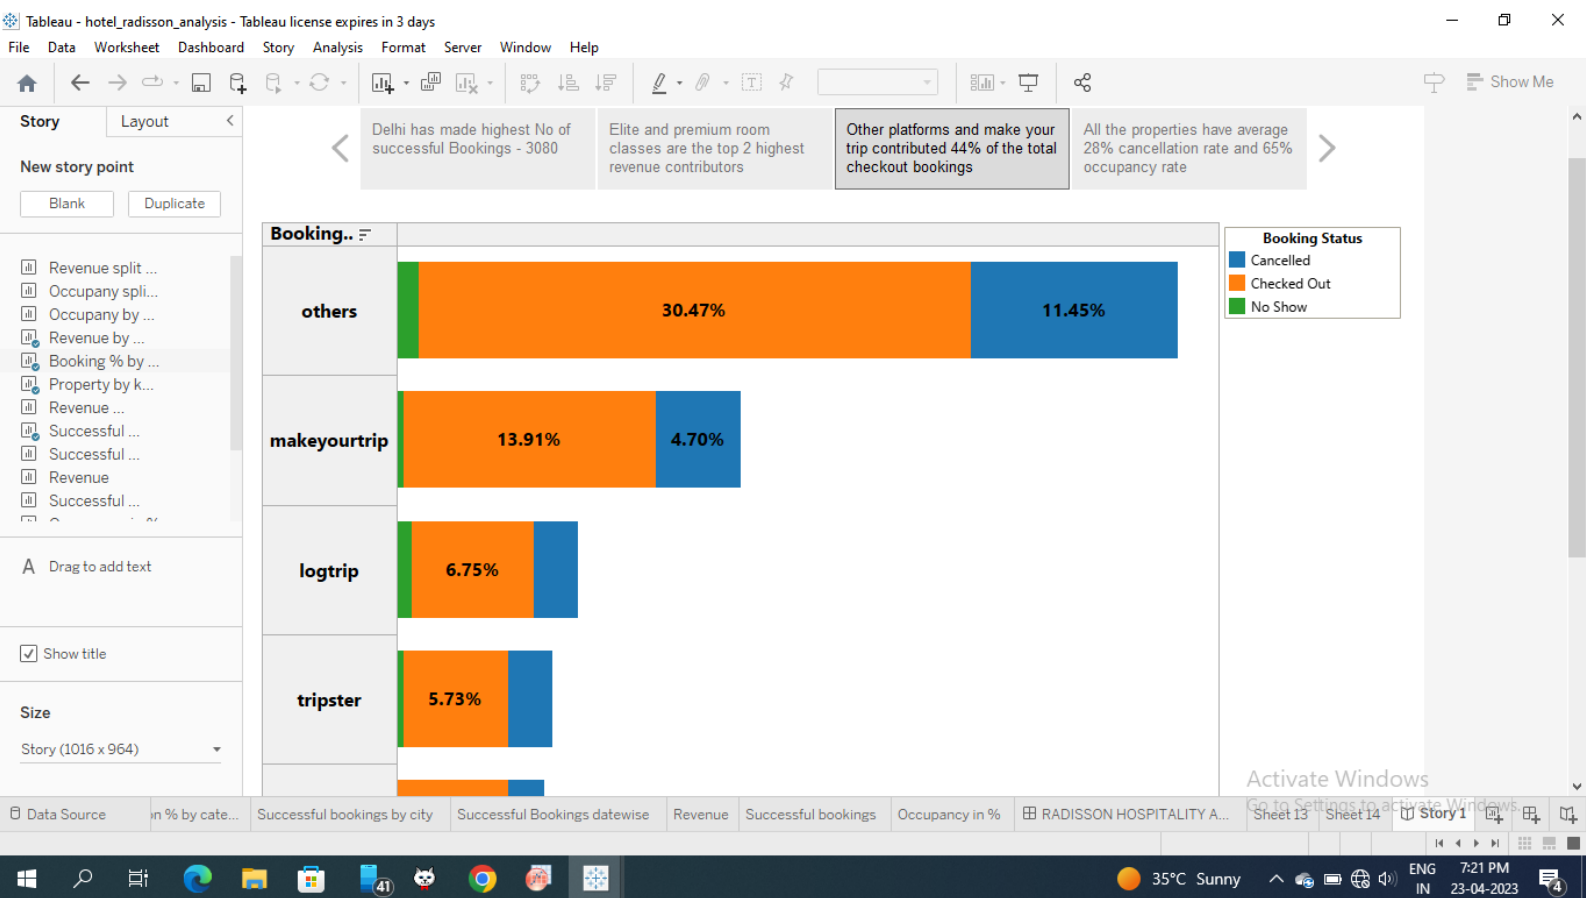 Tableau - hotel_radisson_analysis - Tableau license expires in 3 days
File Data Worksheet Dashboard Story Analysis Format Server Window Help
Show Me
Story Layout
New story point
Blank Duplicate
Revenue split ...
Occupany spli...
Occupany by ...
Revenue by ...
Booking % by ...
Property by k...
Revenue ...
Successful ...
Successful ...
Revenue
Successful ...
A Drag to add text
Show title
Size
Story (1016 x 964)
Delhi has made highest No of
successful Bookings - 3080
Elite and premium room
classes are the top 2 highest
revenue contributors
Other platforms and make your
trip contributed 44% of the total
checkout bookings
All the properties have average
28% cancellation rate and 65%
occupancy rate
Booking..
others 30.47% 11.45%
makeyourtrip 13.91% 4.70%
logtrip 6.75%
tripster 5.73%
Booking Status
Cancelled
Checked Out
No Show
Activate Windows
Go to Settings to activate Windows.
Data Source n % by cate... Successful bookings by city Successful Bookings datewise Revenue Successful bookings Occupancy in % RADISSON HOSPITALITY A... Sheet 13 Sheet 14 Story 1
41
35°C Sunny
ENG
IN
7:21 PM
23-04-2023
4